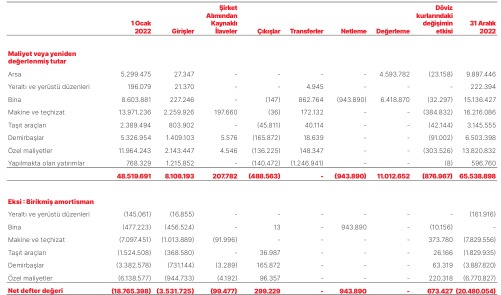 1 Ocak 2022 Girişler Şirket Alımından Kaynaklı İlaveler Çıkışlar Transferler Netleme Değerleme Döviz kurlarındaki değişimin etkisi 31 Aralık 2022
Maliyet veya yeniden değerlenmiş tutar
Arsa 5.299.475 27.347 - - - - 4.593.782 (23.158) 9.897.446
Yeraltı ve yerüstü düzenleri 196.079 21.370 - - 4.945 - - - 222.394
Bina 8.603.881 227.246 - (147) 862.764 (943.890) 6.418.870 (32.297) 15.136.427
Makine ve teçhizat 13.971.236 2.259.926 197.660 (36) 172.132 - - (384.832) 16.216.086
Taşıt araçları 2.389.494 803.902 - (45.811) 40.114 - - (42.144) 3.145.555
Demirbaşlar 5.326.954 1.409.103 5.576 (165.872) 18.639 - - (91.002) 6.503.398
Özel maliyetler 11.964.243 2.143.447 4.546 (136.225) 148.347 - - (303.526) 13.820.832
Yapılmakta olan yatırımlar 768.329 1.215.852 - (140.472) (1.246.941) - - (8) 596.760
48.519.691 8.108.193 207.782 (488.563) - (943.890) 11.012.652 (876.967) 65.538.898
Eksi : Birikmiş amortisman
Yeraltı ve yerüstü düzenleri (145.061) (16.855) - - - - - - (161.916)
Bina (477.223) (456.524) - 13 - 943.890 - (10.156) -
Makine ve teçhizat (7.097.451) (1.013.889) (91.996) - - - - 373.780 (7.829.556)
Taşıt araçları (1.524.508) (368.580) - 36.987 - - - 26.166 (1.829.935)
Demirbaşlar (3.382.578) (731.144) (3.289) 165.872 - - - 63.319 (3.887.820)
Özel maliyetler (6.138.577) (944.733) (4.192) 96.357 - - - 220.318 (6.770.827)
Net defter değeri (18.765.398) (3.531.725) (99.477) 299.229 - 943.890 - 673.427 (20.480.054)